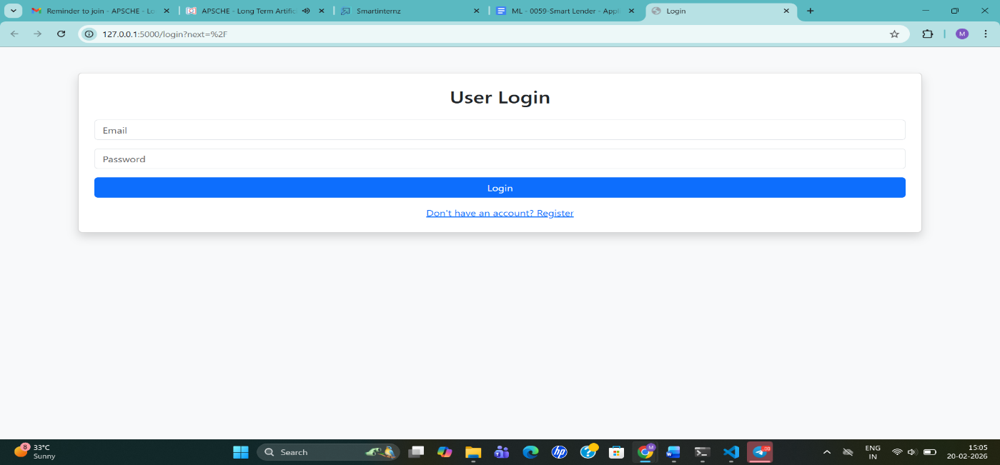 Reminder to join - APSCHE - Lo
APSCHE - Long Term Artific
Smartinternz
ML - 0059-Smart Lender - Appl
Login
127.0.0.1:5000/login?next=%2F
M
User Login
Email
Password
Login
Don't have an account? Register
8
33°C
Sunny
Search
M
ENG
IN
15:05
20-02-2026